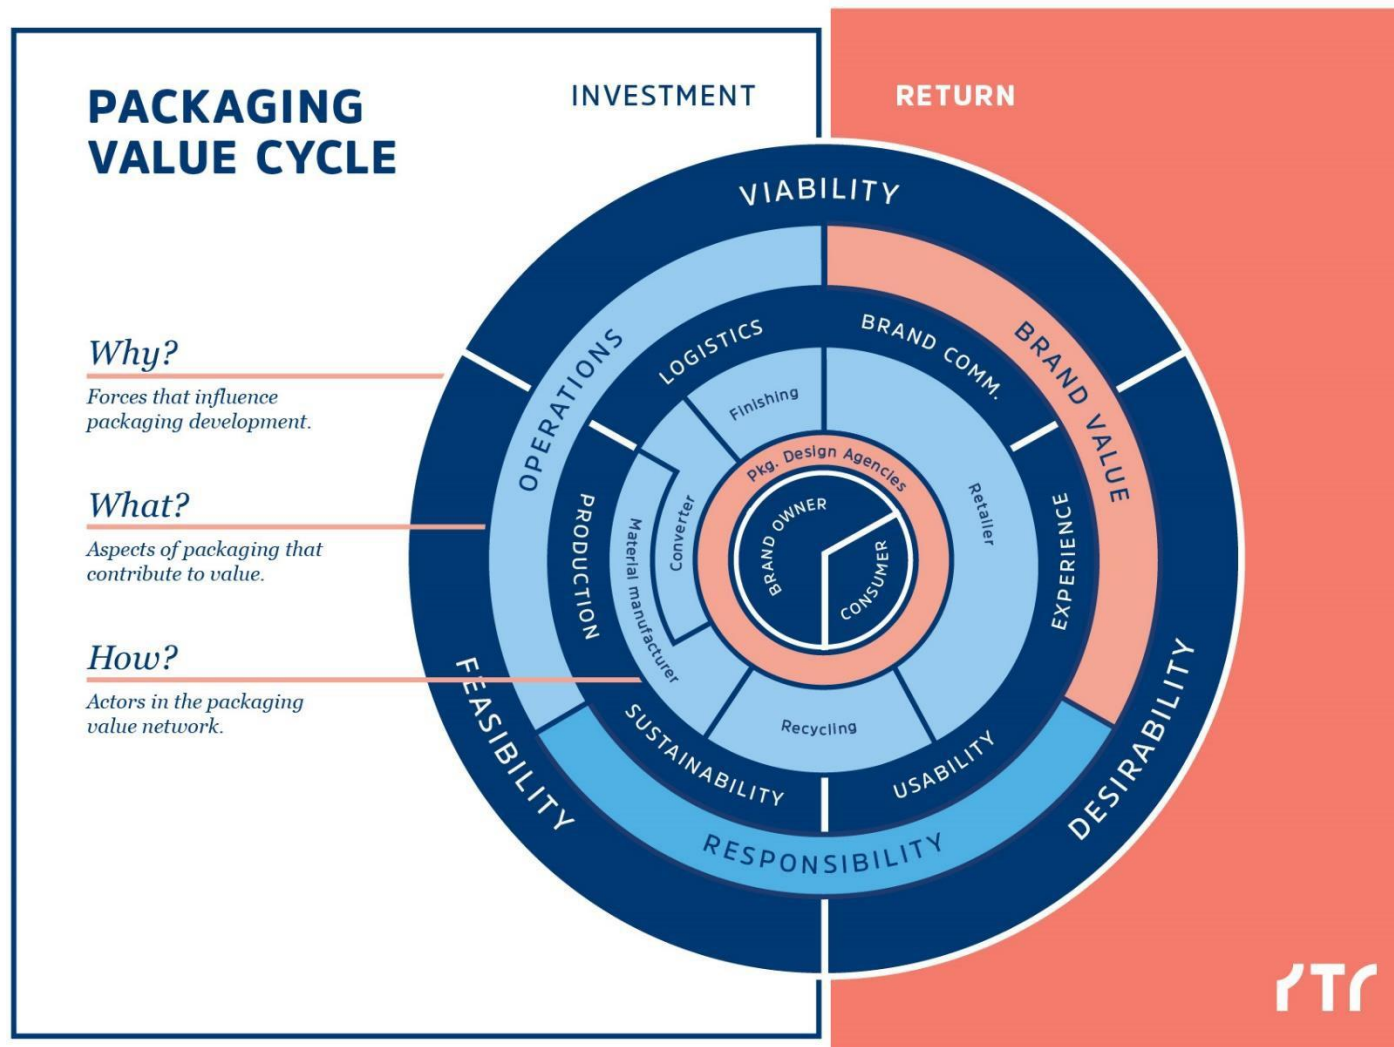 PACKAGING
VALUE CYCLE
INVESTMENT
RETURN
Why?
Forces that influence
packaging development.
What?
Aspects of packaging that
contribute to value.
How?
Actors in the packaging
value network.
VIABILITY
FEASIBILITY
DESIRABILITY
OPERATIONS
BRAND VALUE
RESPONSIBILITY
LOGISTICS
BRAND COMM.
PRODUCTION
EXPERIENCE
SUSTAINABILITY
USABILITY
Finishing
Converter
Material manufacturer
Retailer
Recycling
Pkg. Design Agencies
BRAND OWNER
CONSUMER
rTr